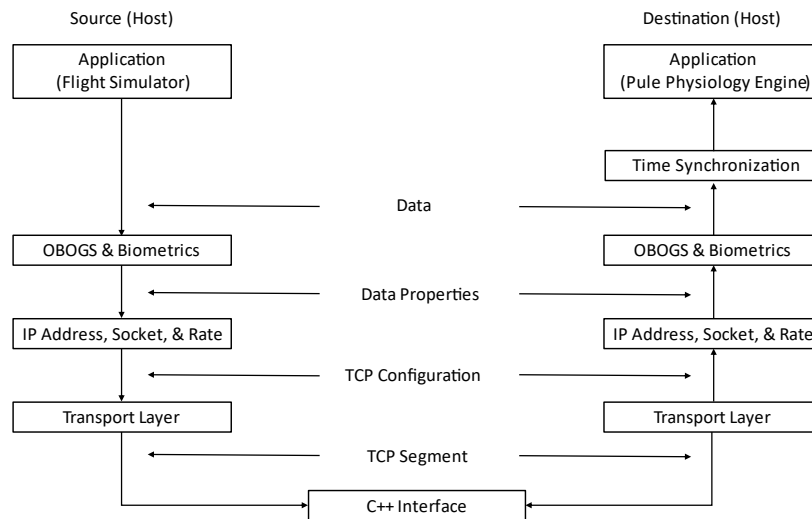 Source (Host)
Destination (Host)
Application
(Flight Simulator)
Application
(Pule Physiology Engine)
Time Synchronization
Data
OBOGS & Biometrics
OBOGS & Biometrics
Data Properties
IP Address, Socket, & Rate
IP Address, Socket, & Rate
TCP Configuration
Transport Layer
Transport Layer
TCP Segment
C++ Interface